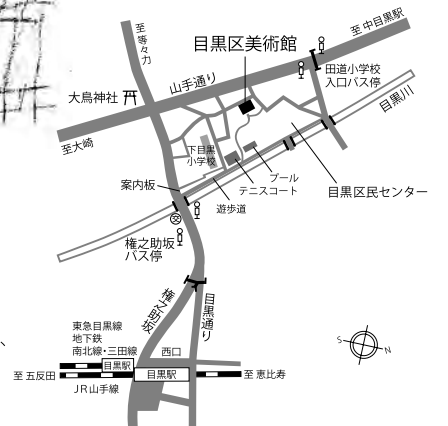 至 中目黒駅
至 等々力
目黒区美術館
山手通り
田道小学校
入口バス停
大鳥神社
目黒川
至大崎
下目黒
小学校
プール
テニスコート
案内板
目黒区民センター
遊歩道
交
権之助坂
バス停
権之助坂
目黒通り
東急目黒線
地下鉄
南北線・三田線
西口
目黒駅
至 五反田
目黒駅
至 恵比寿
JR山手線
S
N
、